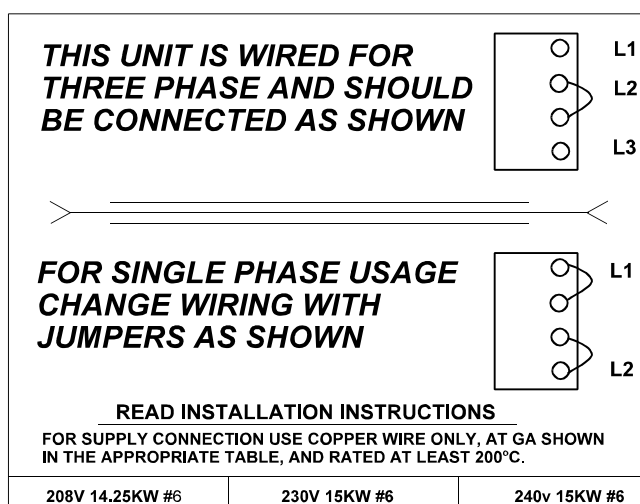 THIS UNIT IS WIRED FOR
THREE PHASE AND SHOULD
BE CONNECTED AS SHOWN
L1
L2
L3
FOR SINGLE PHASE USAGE
CHANGE WIRING WITH
JUMPERS AS SHOWN
L1
L2
READ INSTALLATION INSTRUCTIONS
FOR SUPPLY CONNECTION USE COPPER WIRE ONLY, AT GA SHOWN
IN THE APPROPRIATE TABLE, AND RATED AT LEAST 200°C.
208V 14.25KW #6 230V 15KW #6 240v 15KW #6